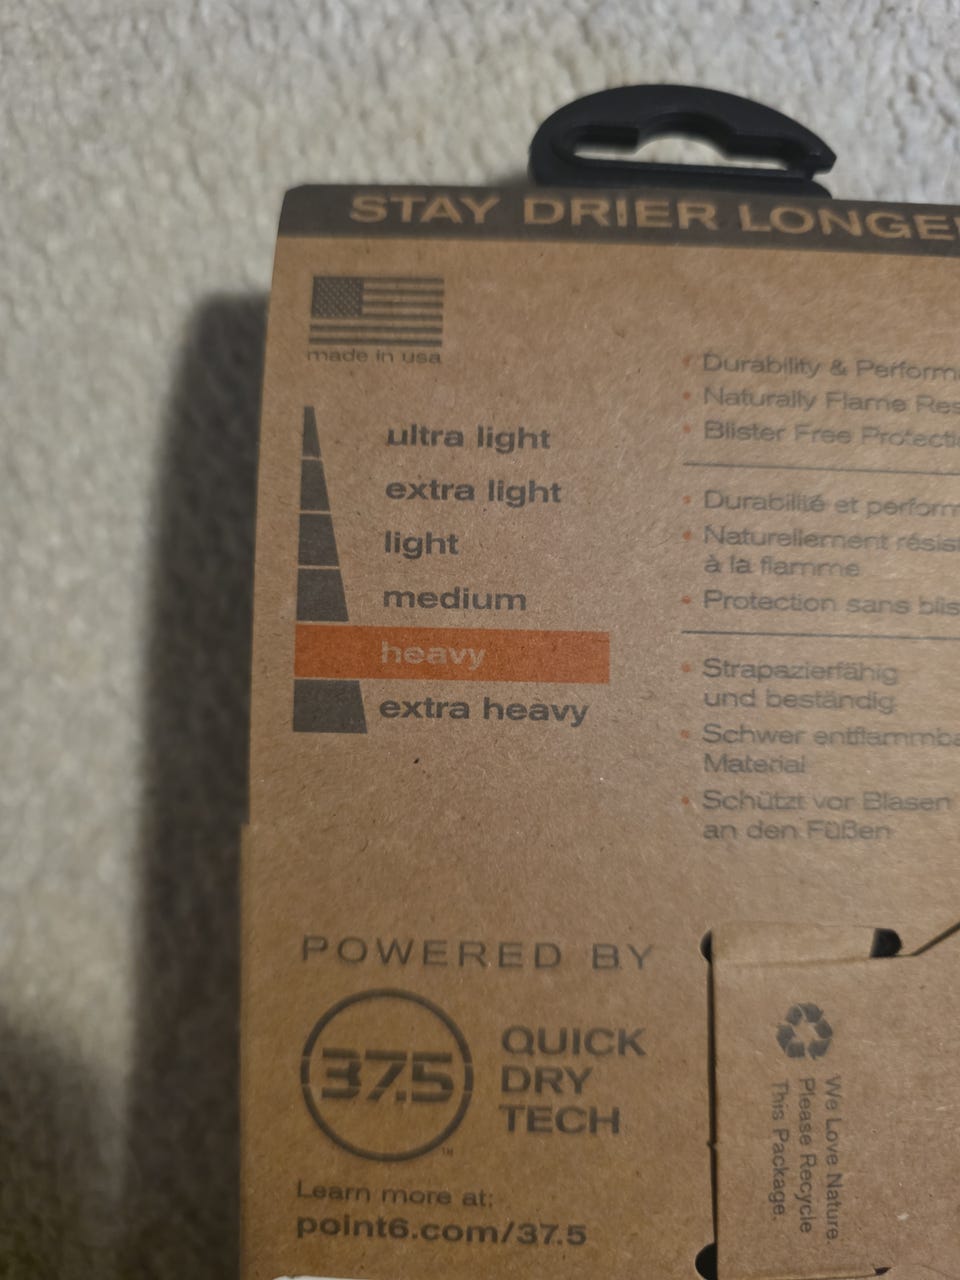 STAY DRIER LONGE
made in usa
ultra light
extra light
light
medium
heavy
extra heavy
• Durability & Perform
• Naturally Flame Res
• Blister Free Protecti
• Durabilité et perform
• Naturellement résist
à la flamme
• Protection sans blis
• Strapazierfähig
und beständig
• Schwer entflammba
Material
• Schützt vor Blasen
an den Füßen
POWERED BY
37.5
™
QUICK
DRY
TECH
Learn more at:
point6.com/37.5
We Love Nature.
Please Recycle
This Package.